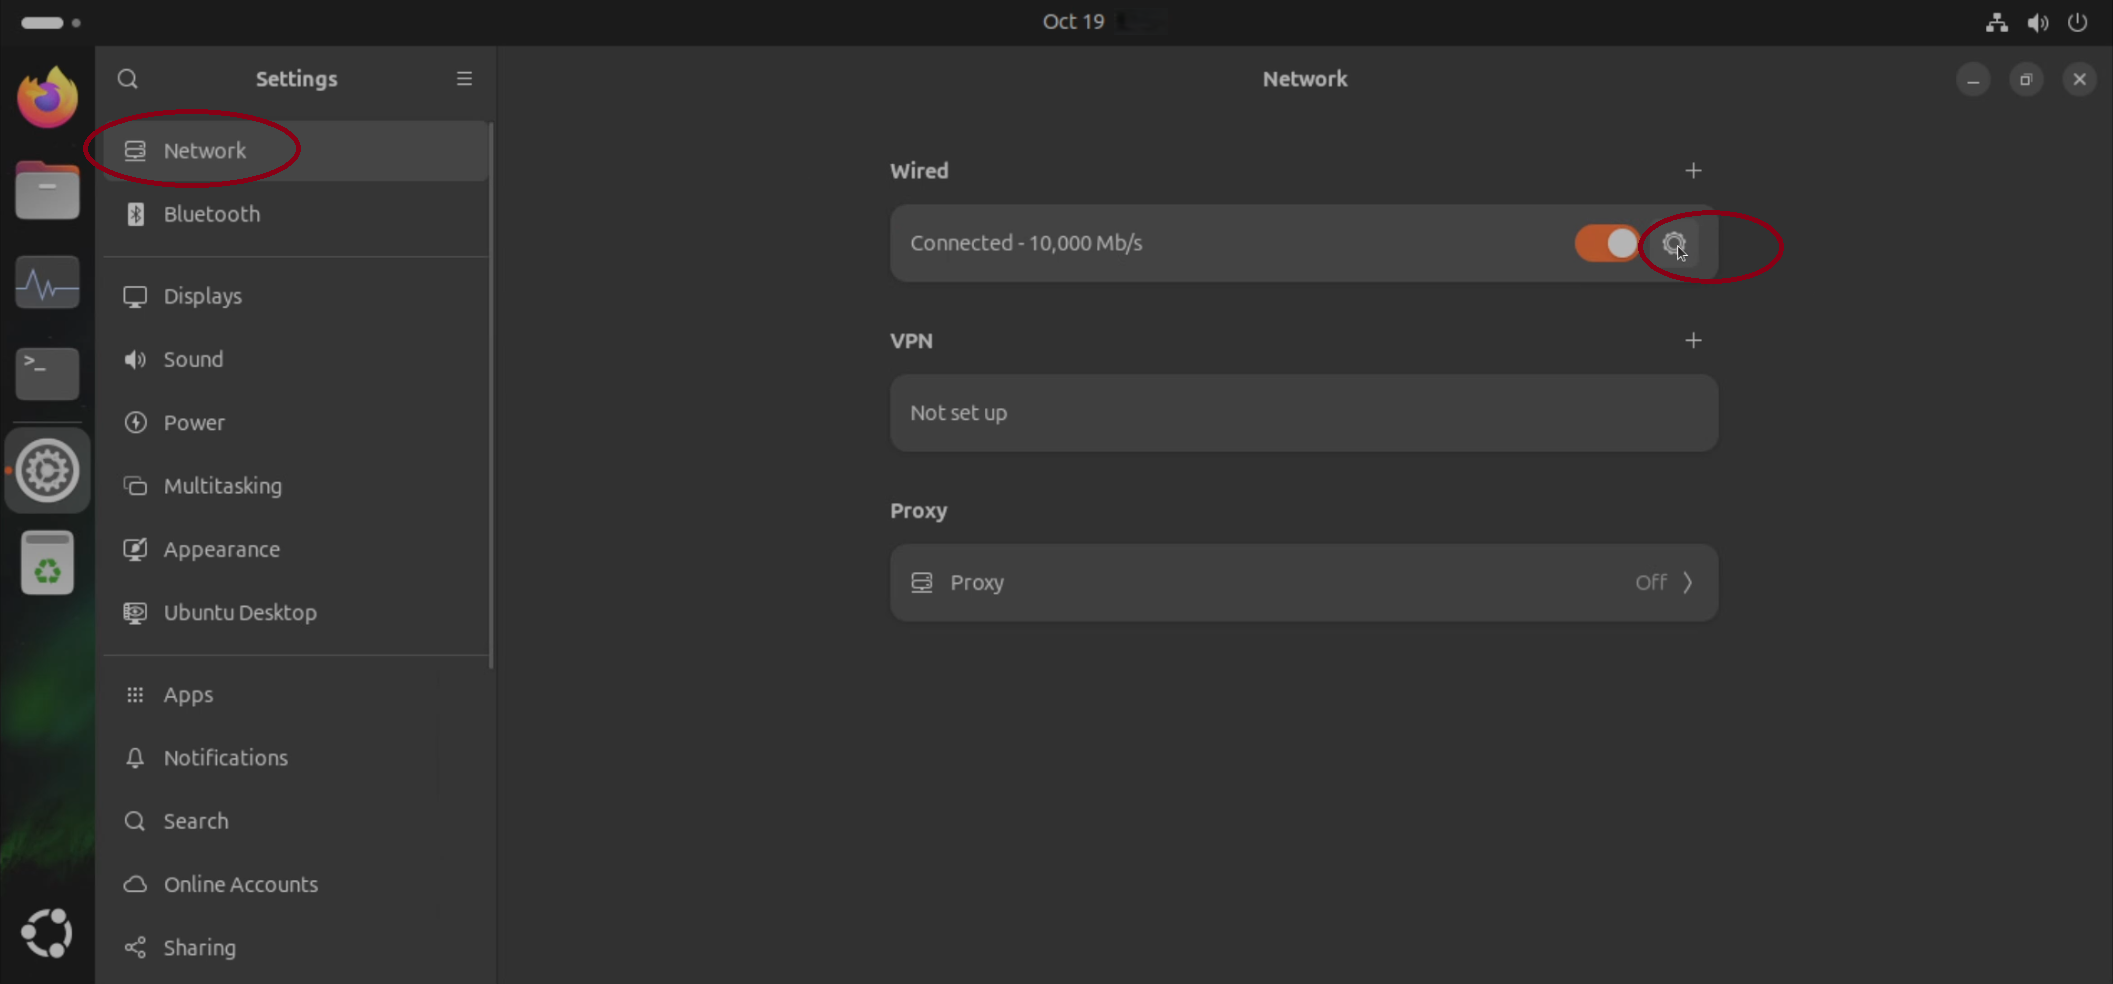 Oct 19
Settings
Network
Bluetooth
Displays
Sound
Power
Multitasking
Appearance
Ubuntu Desktop
Apps
Notifications
Search
Online Accounts
Sharing
Network
Wired
Connected - 10,000 Mb/s
VPN
Not set up
Proxy
Proxy Off